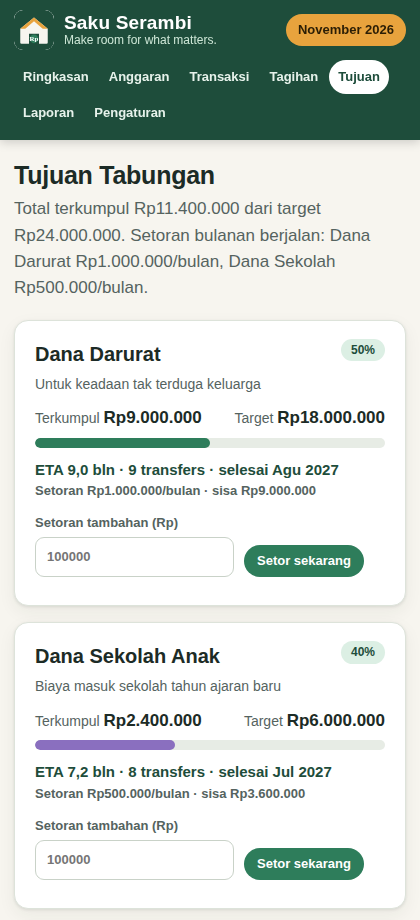 Rp
Saku Serambi
Make room for what matters.
November 2026
Ringkasan Anggaran Transaksi Tagihan Tujuan
Laporan Pengaturan
Tujuan Tabungan
Total terkumpul Rp11.400.000 dari target
Rp24.000.000. Setoran bulanan berjalan: Dana
Darurat Rp1.000.000/bulan, Dana Sekolah
Rp500.000/bulan.
Dana Darurat 50%
Untuk keadaan tak terduga keluarga
Terkumpul Rp9.000.000 Target Rp18.000.000
ETA 9,0 bln · 9 transfers · selesai Agu 2027
Setoran Rp1.000.000/bulan · sisa Rp9.000.000
Setoran tambahan (Rp)
100000 Setor sekarang
Dana Sekolah Anak 40%
Biaya masuk sekolah tahun ajaran baru
Terkumpul Rp2.400.000 Target Rp6.000.000
ETA 7,2 bln · 8 transfers · selesai Jul 2027
Setoran Rp500.000/bulan · sisa Rp3.600.000
Setoran tambahan (Rp)
100000 Setor sekarang